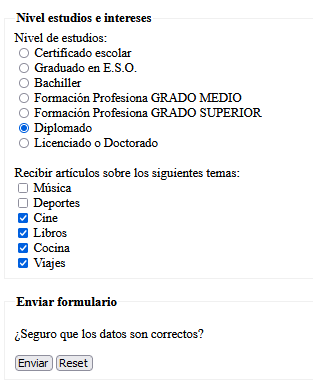 Nivel estudios e intereses
Nivel de estudios:
Certificado escolar
Graduado en E.S.O.
Bachiller
Formación Profesiona GRADO MEDIO
Formación Profesiona GRADO SUPERIOR
Diplomado
Licenciado o Doctorado
Recibir artículos sobre los siguientes temas:
Música
Deportes
Cine
Libros
Cocina
Viajes
Enviar formulario
¿Seguro que los datos son correctos?
Enviar Reset